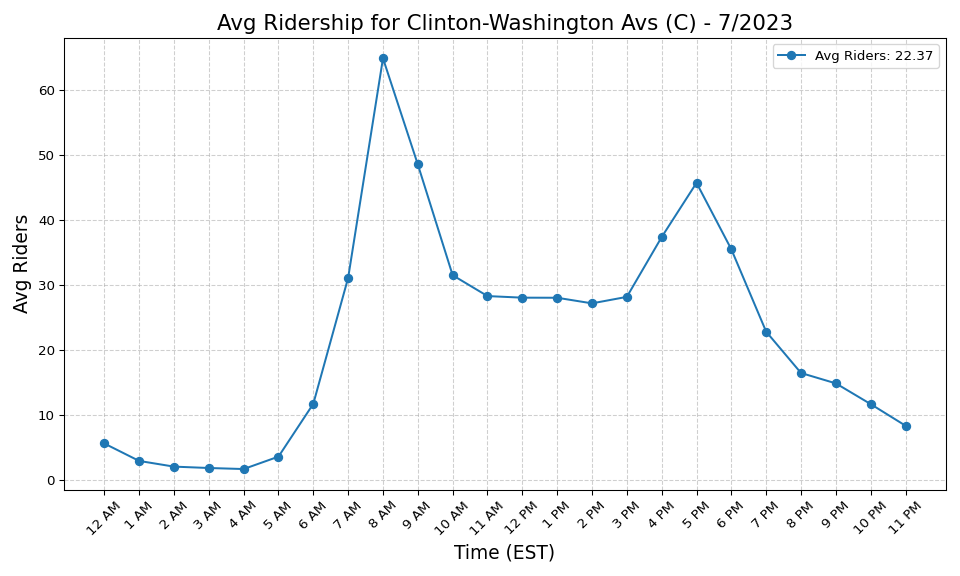 Avg Ridership for Clinton-Washington Avs (C) - 7/2023
Avg Riders: 22.37
Avg Riders
60
50
40
30
20
10
0
12 AM
1 AM
2 AM
3 AM
4 AM
5 AM
6 AM
7 AM
8 AM
9 AM
10 AM
11 AM
12 PM
1 PM
2 PM
3 PM
4 PM
5 PM
6 PM
7 PM
8 PM
9 PM
10 PM
11 PM
Time (EST)